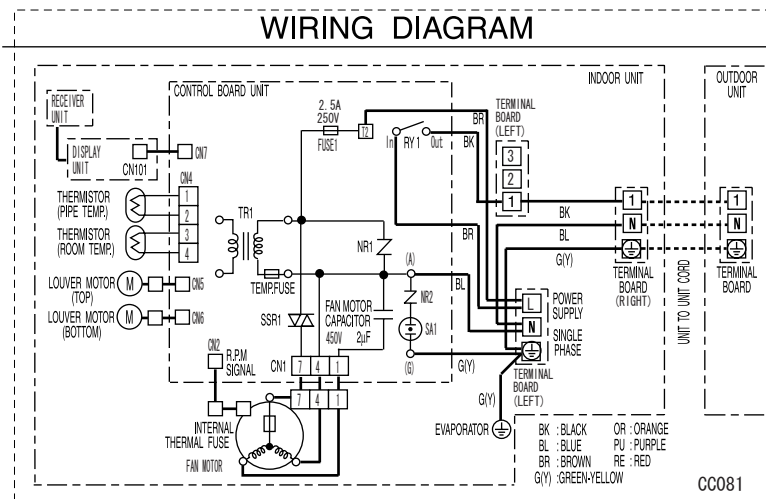 WIRING DIAGRAM
INDOOR UNIT
OUTDOOR
UNIT
CONTROL BOARD UNIT
RECEIVER
UNIT
DISPLAY
UNIT
CN101
CN7
2.5A
250V
FUSE1
T2
In
RY1
Out
BR
BK
TERMINAL
BOARD
(LEFT)
3
2
1
THERMISTOR
(PIPE TEMP.)
THERMISTOR
(ROOM TEMP.)
CN4
1
2
3
4
TR1
TEMP.FUSE
NR1
BR
(A)
BK
BL
G(Y)
1
N
TERMINAL
BOARD
(RIGHT)
UNIT TO UNIT CORD
1
N
TERMINAL
BOARD
LOUVER MOTOR
(TOP)
M
CN5
LOUVER MOTOR
(BOTTOM)
M
CN6
SSR1
FAN MOTOR
CAPACITOR
450V
2μF
NR2
SA1
(G)
BL
G(Y)
L
N
POWER
SUPPLY
SINGLE
PHASE
TERMINAL
BOARD
(LEFT)
CN2
R.P.M
SIGNAL
CN1
7 4 1
7 4 1
INTERNAL
THERMAL FUSE
FAN MOTOR
G(Y)
EVAPORATOR
BK : BLACK
BL : BLUE
BR : BROWN
G(Y) : GREEN-YELLOW
OR : ORANGE
PU : PURPLE
RE : RED
CC081